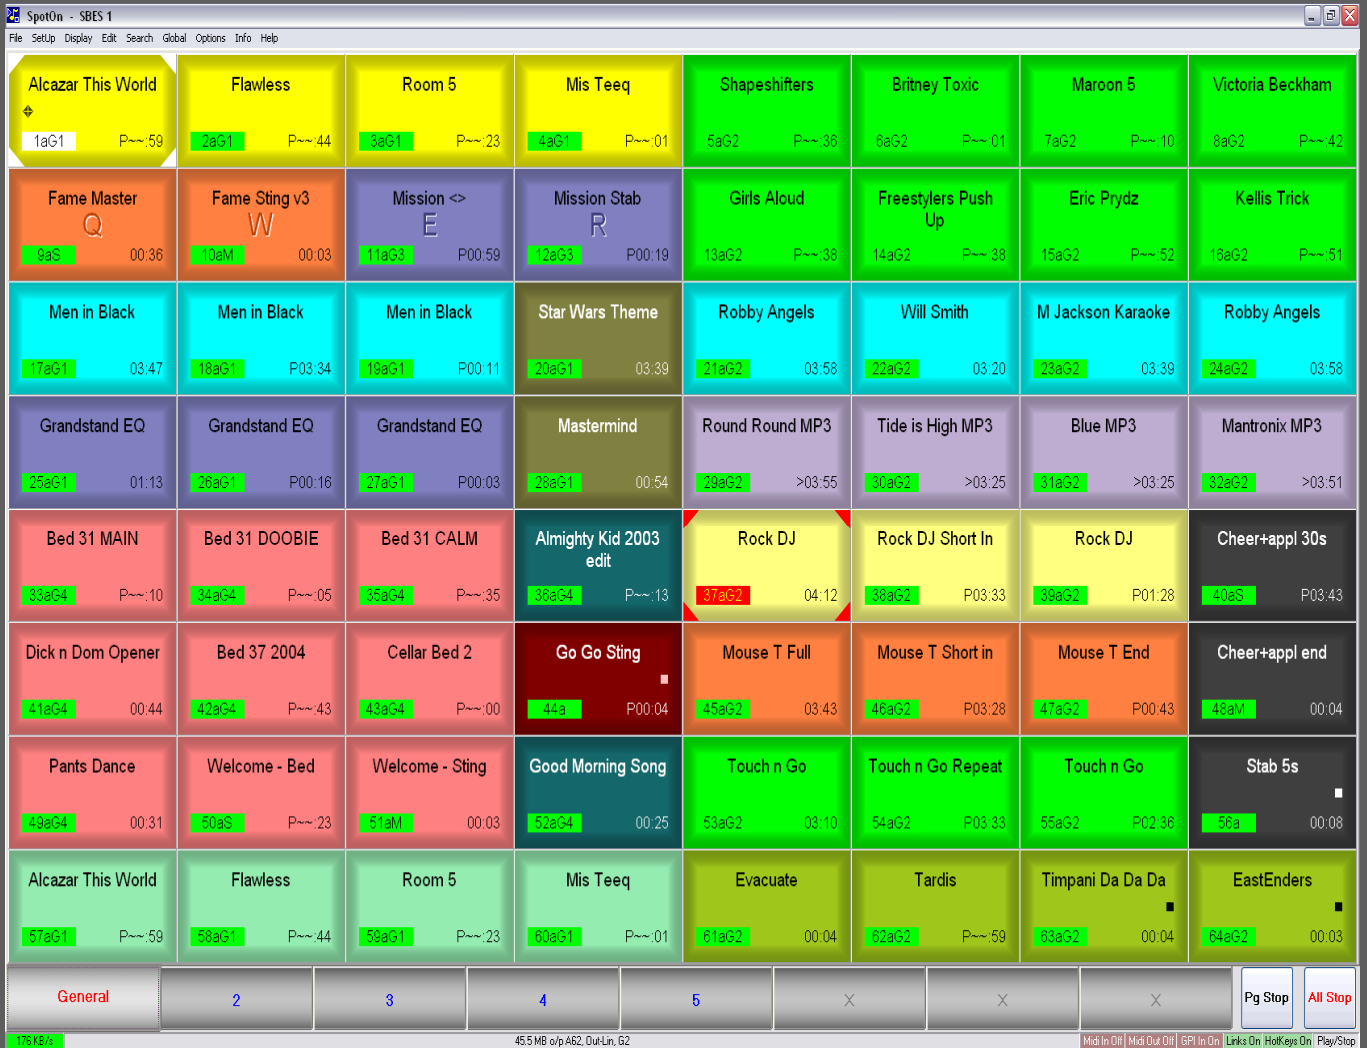 SpotOn - SBES 1
File SetUp Display Edit Search Global Options Info Help
Alcazar This World Flawless Room 5 Mis Teeq Shapeshifters Britney Toxic Maroon 5 Victoria Beckham
1aG1 P~~:59 2aG1 P~~:44 3aG1 P~~:23 4aG1 P~~:01 5aG2 P~~:36 6aG2 P~~:01 7aG2 P~~:10 8aG2 P~~:42
Fame Master Fame Sting v3 Mission <> Mission Stab Girls Aloud Freestylers Push Up Eric Prydz Kellis Trick
Q W E R
9aS 00:36 10aM 00:03 11aG3 P00:59 12aG3 P00:19 13aG2 P~~:38 14aG2 P~~:38 15aG2 P~~:52 16aG2 P~~:51
Men in Black Men in Black Men in Black Star Wars Theme Robby Angels Will Smith M Jackson Karaoke Robby Angels
17aG1 03:47 18aG1 P03:34 19aG1 P00:11 20aG1 03:39 21aG2 03:58 22aG2 03:20 23aG2 03:39 24aG2 03:58
Grandstand EQ Grandstand EQ Grandstand EQ Mastermind Round Round MP3 Tide is High MP3 Blue MP3 Mantronix MP3
25aG1 01:13 26aG1 P00:16 27aG1 P00:03 28aG1 00:54 29aG2 >03:55 30aG2 >03:25 31aG2 >03:25 32aG2 >03:51
Bed 31 MAIN Bed 31 DOOBIE Bed 31 CALM Almighty Kid 2003 edit Rock DJ Rock DJ Short In Rock DJ Cheer+appl 30s
33aG4 P~~:10 34aG4 P~~:05 35aG4 P~~:35 36aG4 P~~:13 37aG2 04:12 38aG2 P03:33 39aG2 P01:28 40aS P03:43
Dick n Dom Opener Bed 37 2004 Cellar Bed 2 Go Go Sting Mouse T Full Mouse T Short in Mouse T End Cheer+appl end
41aG4 00:44 42aG4 P~~:43 43aG4 P~~:00 44a P00:04 45aG2 03:43 46aG2 P03:28 47aG2 P00:43 48aM 00:04
Pants Dance Welcome - Bed Welcome - Sting Good Morning Song Touch n Go Touch n Go Repeat Touch n Go Stab 5s
49aG4 00:31 50aS P~~:23 51aM 00:03 52aG4 00:25 53aG2 03:10 54aG2 P03:33 55aG2 P02:36 56a 00:08
Alcazar This World Flawless Room 5 Mis Teeq Evacuate Tardis Timpani Da Da Da EastEnders
57aG1 P~~:59 58aG1 P~~:44 59aG1 P~~:23 60aG1 P~~:01 61aG2 00:04 62aG2 P~~:59 63aG2 00:04 64aG2 00:03
General 2 3 4 5 X X X Pg Stop All Stop
176 KB/s 45.5 MB o/p A62, Out-Lin, G2 Midi In Off Midi Out Off GPI In On Links On HotKeys On Play/Stop